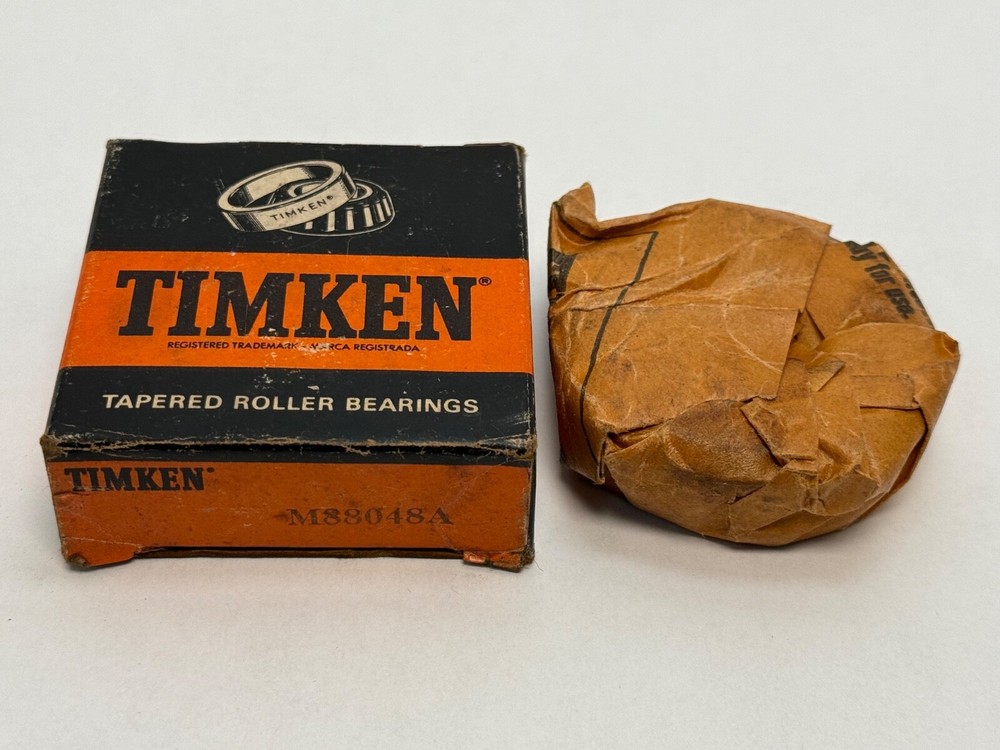 TIMKEN®
TIMKEN®
REGISTERED TRADEMARK - MARCA REGISTRADA
TAPERED ROLLER BEARINGS
TIMKEN®
M88048A
for use.